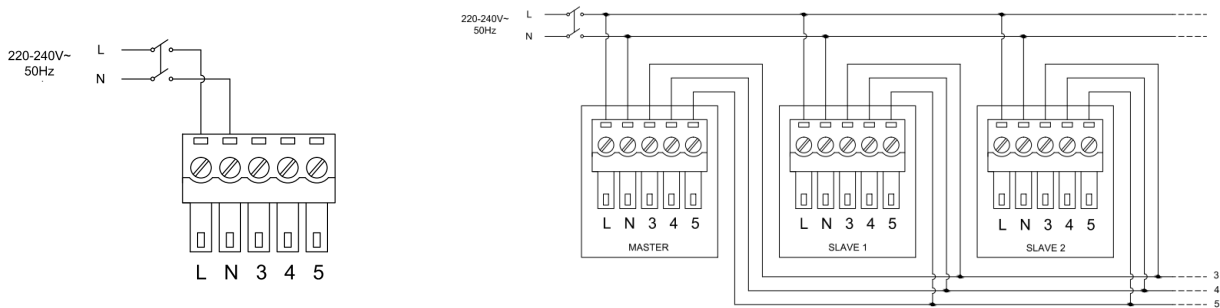 220-240V~
50Hz
L
N
L N 3 4 5
220-240V~
50Hz
L
N
L N 3 4 5
MASTER
L N 3 4 5
SLAVE 1
L N 3 4 5
SLAVE 2
3
4
5